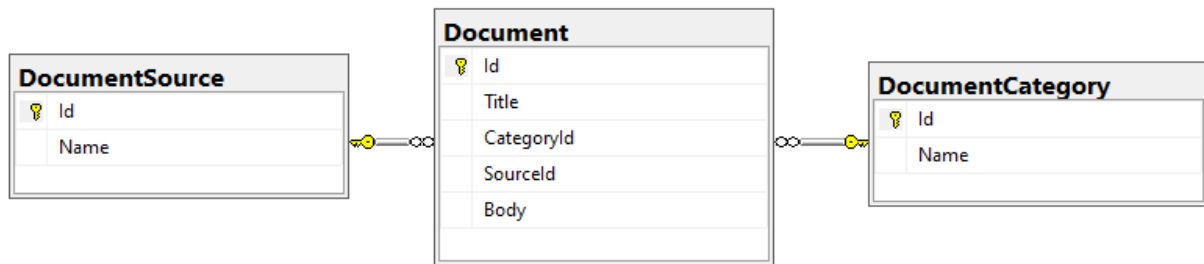 DocumentSource
Id
Name
Document
Id
Title
CategoryId
SourceId
Body
DocumentCategory
Id
Name